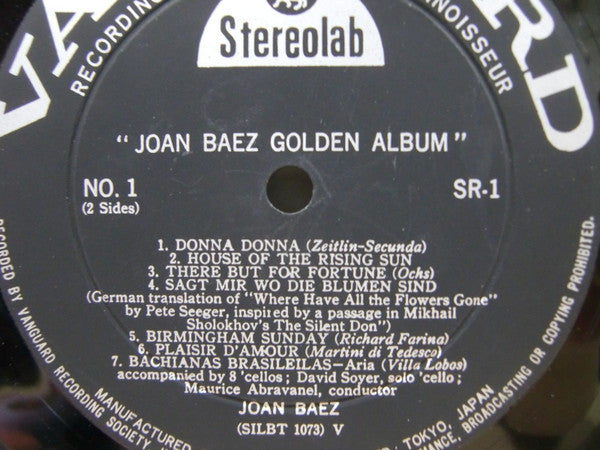 VA
RD
RECORDIN
NNOISSEUR
Stereolab
"JOAN BAEZ GOLDEN ALBUM"
NO. 1
(2 Sides)
SR-1
1. DONNA DONNA (Zeitlin-Secunda)
2. HOUSE OF THE RISING SUN
3. THERE BUT FOR FORTUNE (Ochs)
4. SAGT MIR WO DIE BLUMEN SIND
(German translation of "Where Have All the Flowers Gone"
by Pete Seeger, inspired by a passage in Mikhail
Sholokhov's The Silent Don")
5. BIRMINGHAM SUNDAY (Richard Farina)
6. PLAISIR D'AMOUR (Martini di Tedesco)
7. BACHIANAS BRASILEILAS—Aria (Villa Lobos)
accompanied by 8 'cellos; David Soyer, solo 'cello;
Maurice Abravanel, conductor
JOAN BAEZ
(SILBT 1073) V
RECORDED BY VANGUARD RECORDING SOCIETY
MANUFACTURED
TOKYO, JAPAN
MANCE, BROADCASTING OR COPYING PROHIBITED.